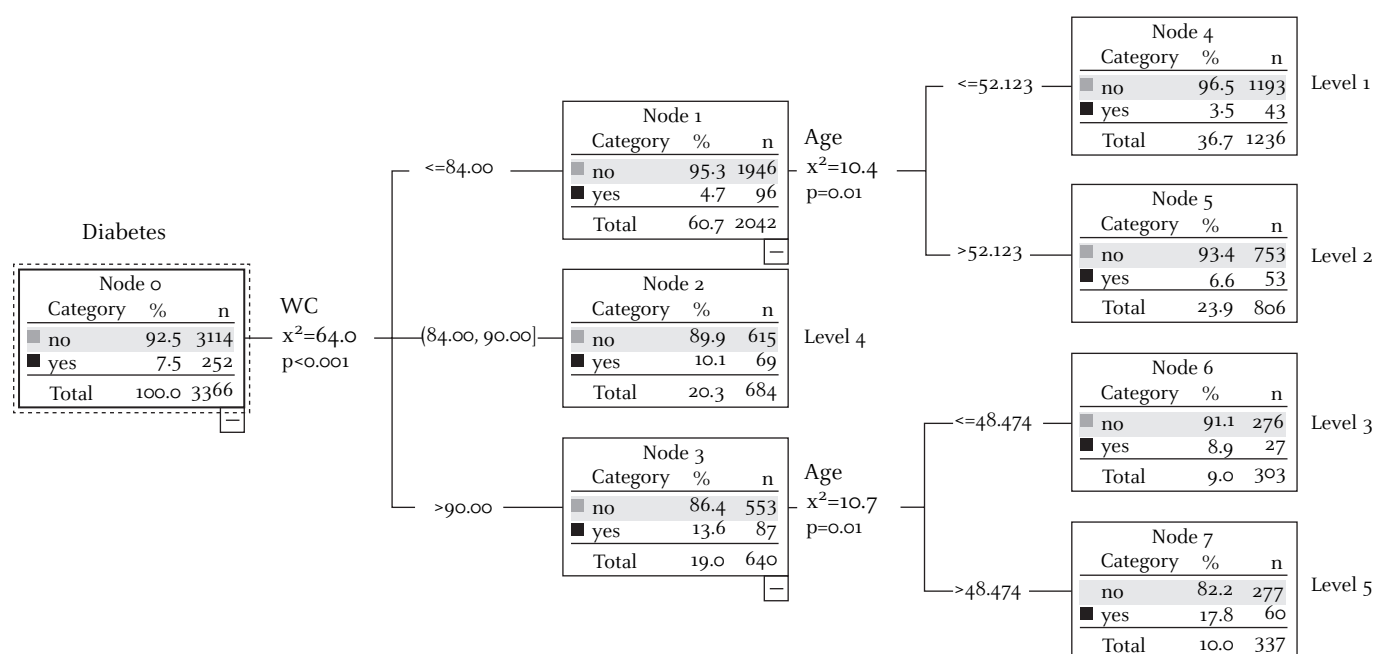 Diabetes
Node 0
Category % n
no 92.5 3114
yes 7.5 252
Total 100.0 3366
WC
x²=64.0
p<0.001
<=84.00
(84.00, 90.00]
>90.00
Node 1
Category % n
no 95.3 1946
yes 4.7 96
Total 60.7 2042
Age
x²=10.4
p=0.01
Node 2
Category % n
no 89.9 615
yes 10.1 69
Total 20.3 684
Level 4
Node 3
Category % n
no 86.4 553
yes 13.6 87
Total 19.0 640
Age
x²=10.7
p=0.01
<=52.123
>52.123
<=48.474
>48.474
Node 4
Category % n
no 96.5 1193
yes 3.5 43
Total 36.7 1236
Level 1
Node 5
Category % n
no 93.4 753
yes 6.6 53
Total 23.9 806
Level 2
Node 6
Category % n
no 91.1 276
yes 8.9 27
Total 9.0 303
Level 3
Node 7
Category % n
no 82.2 277
yes 17.8 60
Total 10.0 337
Level 5